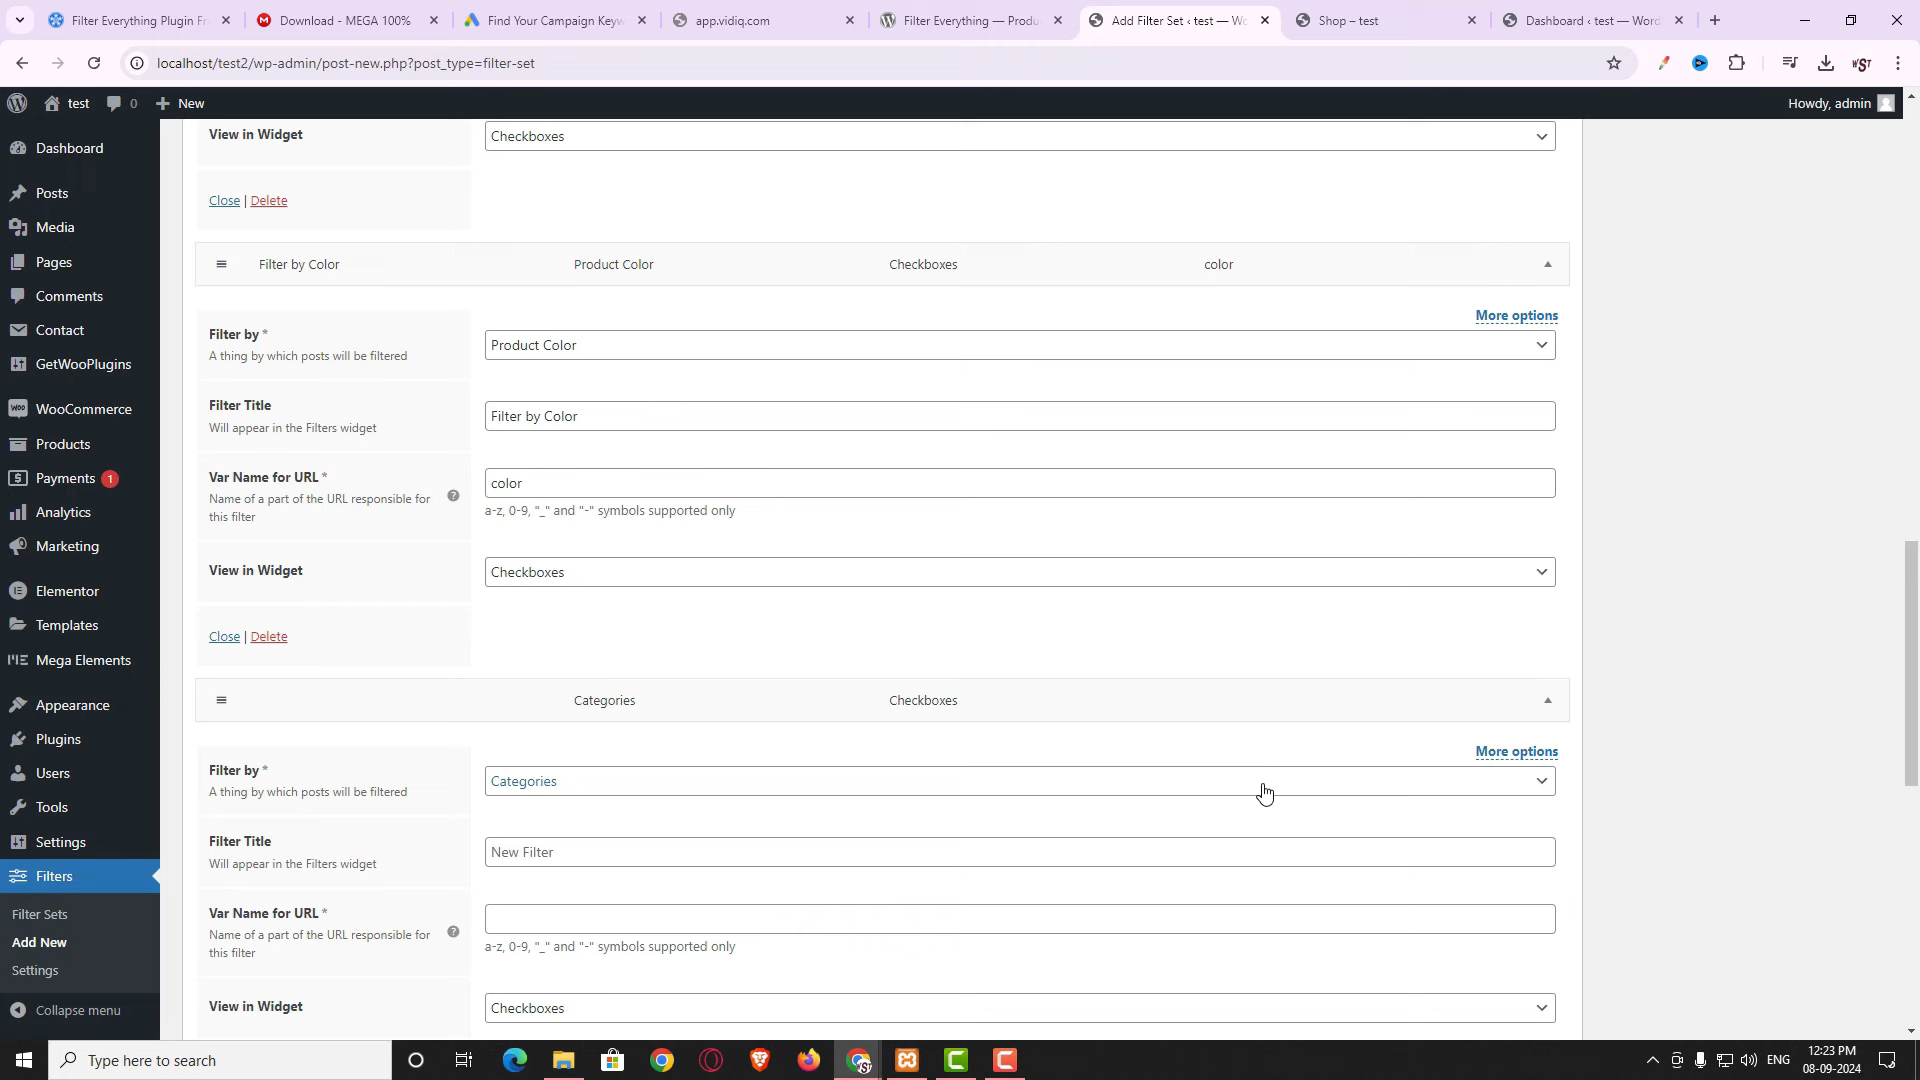 Filter Everything Plugin Fr
Download - MEGA 100%
Find Your Campaign Keyw
app.vidiq.com
Filter Everything — Produ
Add Filter Set ‹ test — Wo
Shop – test
Dashboard ‹ test — Word
localhost/test2/wp-admin/post-new.php?post_type=filter-set
test
0
New
Howdy, admin
Dashboard
Posts
Media
Pages
Comments
Contact
GetWooPlugins
WooCommerce
Products
Payments 1
Analytics
Marketing
Elementor
Templates
Mega Elements
Appearance
Plugins
Users
Tools
Settings
Filters
Filter Sets
Add New
Settings
Collapse menu
View in Widget
Checkboxes
Close | Delete
Filter by Color
Product Color
Checkboxes
color
More options
Filter by *
A thing by which posts will be filtered
Product Color
Filter Title
Will appear in the Filters widget
Filter by Color
Var Name for URL *
Name of a part of the URL responsible for
this filter
?
color
a-z, 0-9, "_" and "-" symbols supported only
View in Widget
Checkboxes
Close | Delete
Categories
Checkboxes
More options
Filter by *
A thing by which posts will be filtered
Categories
Filter Title
Will appear in the Filters widget
New Filter
Var Name for URL *
Name of a part of the URL responsible for
this filter
?
a-z, 0-9, "_" and "-" symbols supported only
View in Widget
Checkboxes
Type here to search
ENG
12:23 PM
08-09-2024